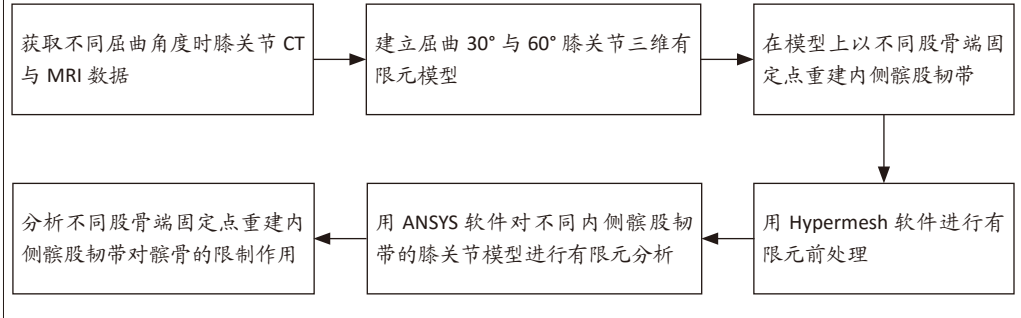 获取不同屈曲角度时膝关节 CT
与 MRI 数据
建立屈曲 30° 与 60° 膝关节三维有
限元模型
在模型上以不同股骨端固
定点重建内侧髌股韧带
用 Hypermesh 软件进行有
限元前处理
用 ANSYS 软件对不同内侧髌股韧
带的膝关节模型进行有限元分析
分析不同股骨端固定点重建内
侧髌股韧带对髌骨的限制作用